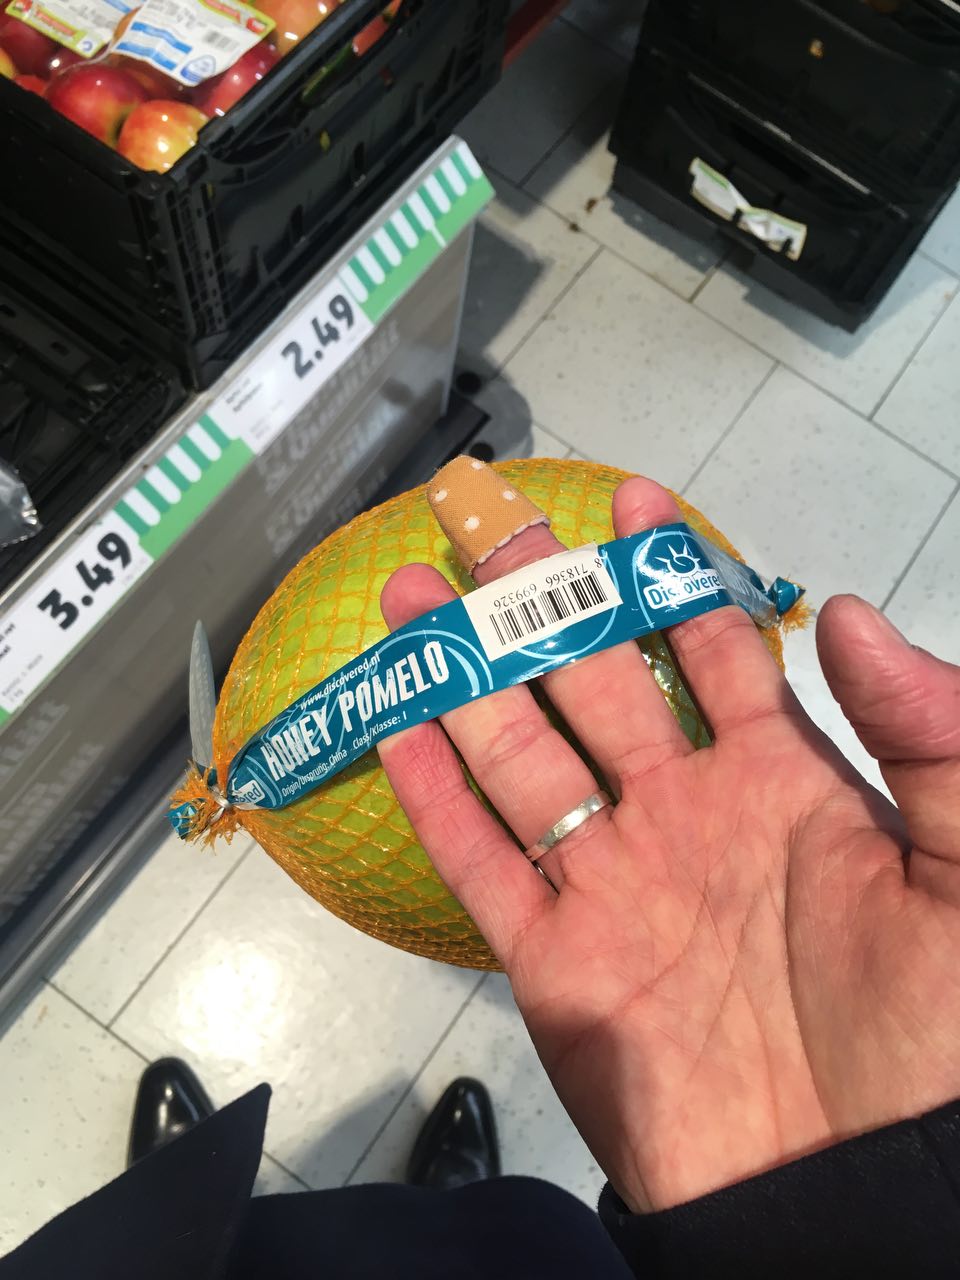 2.49
3.49
8 718366 699326
Discovered
www.discovered.nl
HONEY POMELO
Origin/Ursprung: China Class/Klasse: I